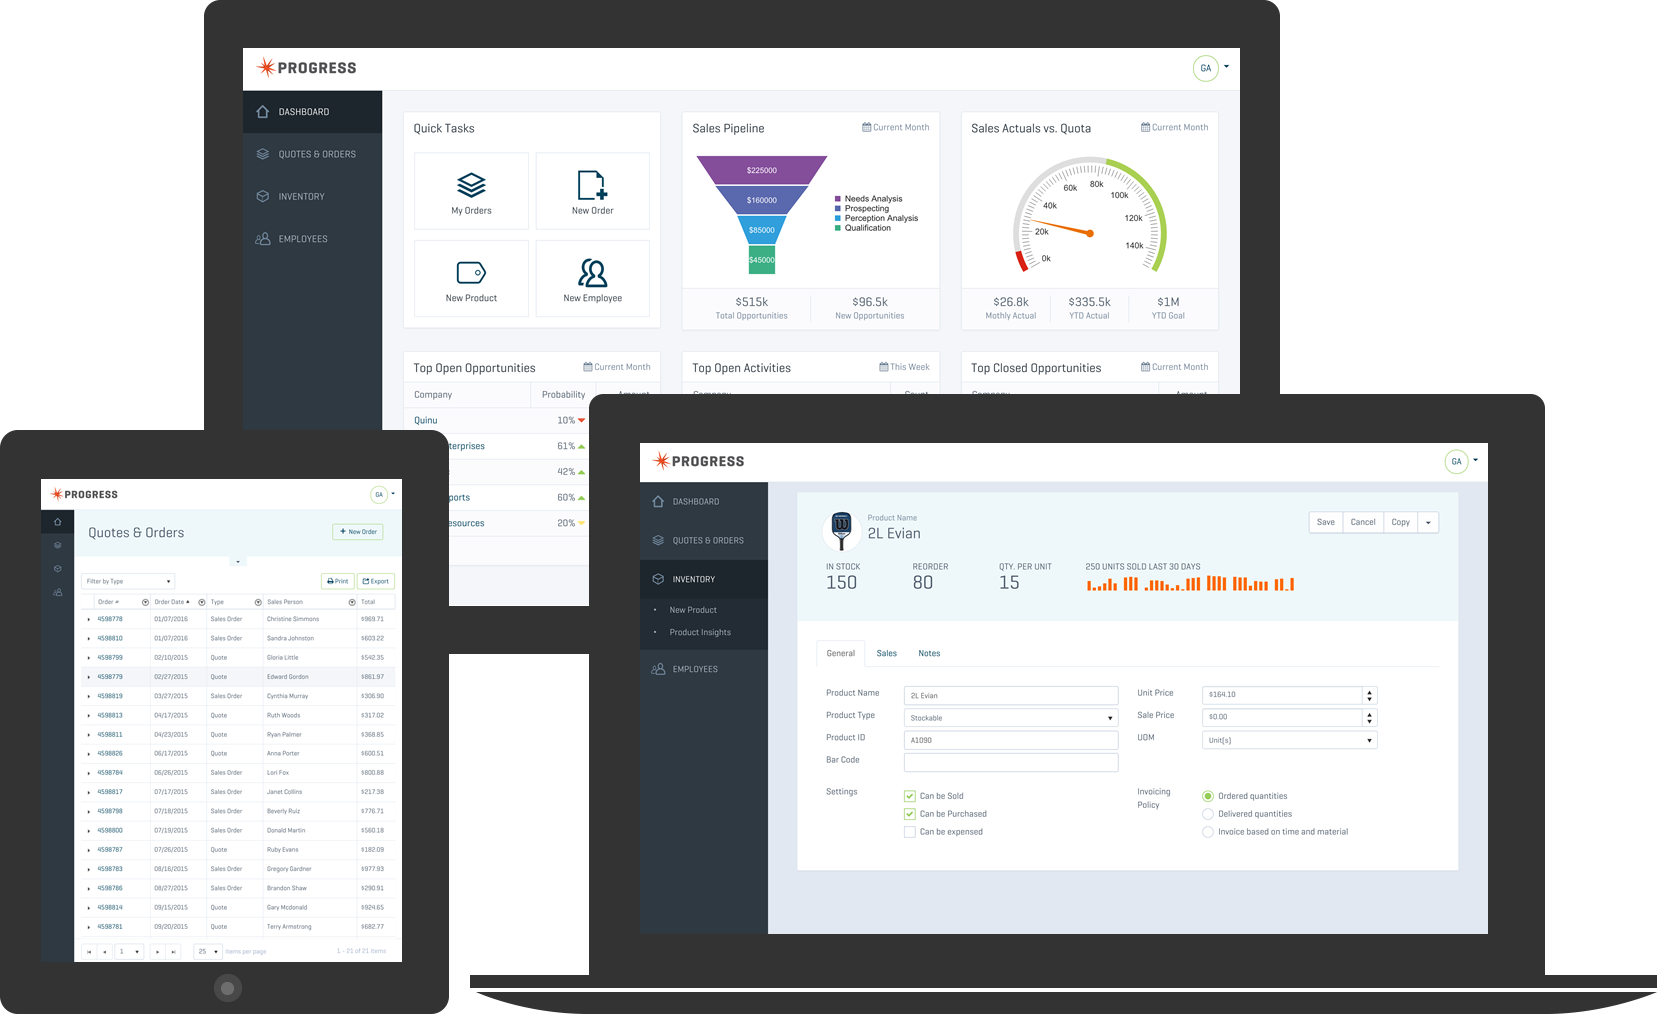 PROGRESS
GA
DASHBOARD
QUOTES & ORDERS
INVENTORY
EMPLOYEES
Quick Tasks
My Orders
New Order
New Product
New Employee
Sales Pipeline
Current Month
$225000
$160000
$85000
$45000
Needs Analysis
Prospecting
Perception Analysis
Qualification
$515k
Total Opportunities
$96.5k
New Opportunities
Sales Actuals vs. Quota
Current Month
0k
20k
40k
60k
80k
100k
120k
140k
$26.8k
Mothly Actual
$335.5k
YTD Actual
$1M
YTD Goal
Top Open Opportunities
Current Month
Company Probability Amount
Quinu 10%
terprises 61%
42%
ports 60%
esources 20%
Top Open Activities
This Week
Company Count
Top Closed Opportunities
Current Month
Company Amount
PROGRESS
GA
Quotes & Orders
+ New Order
Filter by Type
Print
Export
Order # Order Date Type Sales Person Total
4598778 01/07/2016 Sales Order Christine Simmons $969.71
4598810 01/07/2016 Sales Order Sandra Johnston $603.22
4598799 02/10/2015 Quote Gloria Little $542.35
4598779 02/27/2015 Quote Edward Gordon $861.97
4598819 03/27/2015 Sales Order Cynthia Murray $306.90
4598813 04/17/2015 Quote Ruth Woods $317.02
4598811 04/23/2015 Quote Ryan Palmer $368.85
4598826 06/17/2015 Quote Anna Porter $600.51
4598784 06/26/2015 Sales Order Lori Fox $800.88
4598817 07/17/2015 Sales Order Janet Collins $217.38
4598798 07/18/2015 Sales Order Beverly Ruiz $776.71
4598800 07/19/2015 Sales Order Donald Martin $560.18
4598787 07/26/2015 Quote Ruby Evans $182.09
4598783 08/16/2015 Sales Order Gregory Gardner $977.93
4598786 08/27/2015 Sales Order Brandon Shaw $290.91
4598814 09/15/2015 Quote Gary Mcdonald $924.65
4598781 09/20/2015 Quote Terry Armstrong $682.77
1
25 items per page
1 - 25 of 21 items
PROGRESS
GA
DASHBOARD
QUOTES & ORDERS
INVENTORY
New Product
Product Insights
EMPLOYEES
Product Name
2L Evian
Save
Cancel
Copy
IN STOCK
150
REORDER
80
QTY. PER UNIT
15
250 UNITS SOLD LAST 30 DAYS
General
Sales
Notes
Product Name 2L Evian
Product Type Stockable
Product ID A1090
Bar Code
Unit Price $164.10
Sale Price $0.00
UOM Unit(s)
Settings
Can be Sold
Can be Purchased
Can be expensed
Invoicing
Policy
Ordered quantities
Delivered quantities
Invoice based on time and material